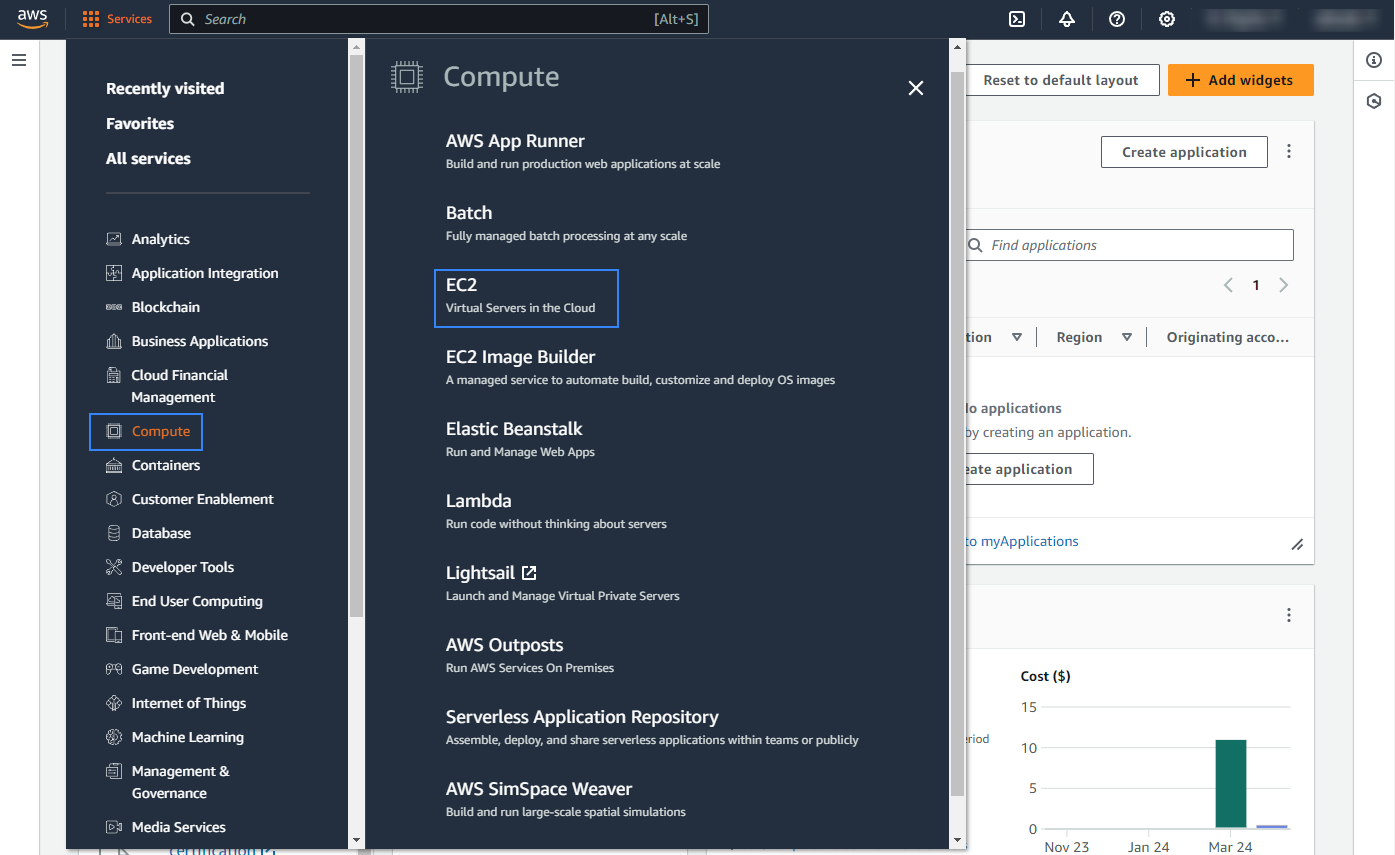 aws
Services
Search
[Alt+S]
Recently visited
Favorites
All services
Analytics
Application Integration
Blockchain
Business Applications
Cloud Financial
Management
Compute
Containers
Customer Enablement
Database
Developer Tools
End User Computing
Front-end Web & Mobile
Game Development
Internet of Things
Machine Learning
Management &
Governance
Media Services
Compute
AWS App Runner
Build and run production web applications at scale
Batch
Fully managed batch processing at any scale
EC2
Virtual Servers in the Cloud
EC2 Image Builder
A managed service to automate build, customize and deploy OS images
Elastic Beanstalk
Run and Manage Web Apps
Lambda
Run code without thinking about servers
Lightsail
Launch and Manage Virtual Private Servers
AWS Outposts
Run AWS Services On Premises
Serverless Application Repository
Assemble, deploy, and share serverless applications within teams or publicly
AWS SimSpace Weaver
Build and run large-scale spatial simulations
Reset to default layout
Add widgets
Create application
Find applications
1
tion
Region
Originating acco...
applications
by creating an application.
eate application
to myApplications
Cost ($)
15
10
5
0
Nov 23
Jan 24
Mar 24
eriod
certification